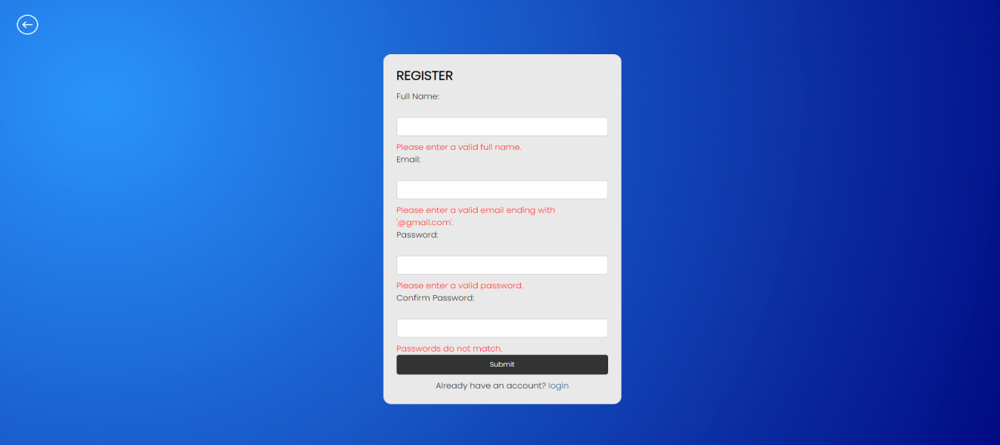 REGISTER
Full Name:
Please enter a valid full name.
Email:
Please enter a valid email ending with
'@gmail.com'.
Password:
Please enter a valid password.
Confirm Password:
Passwords do not match.
Submit
Already have an account? login